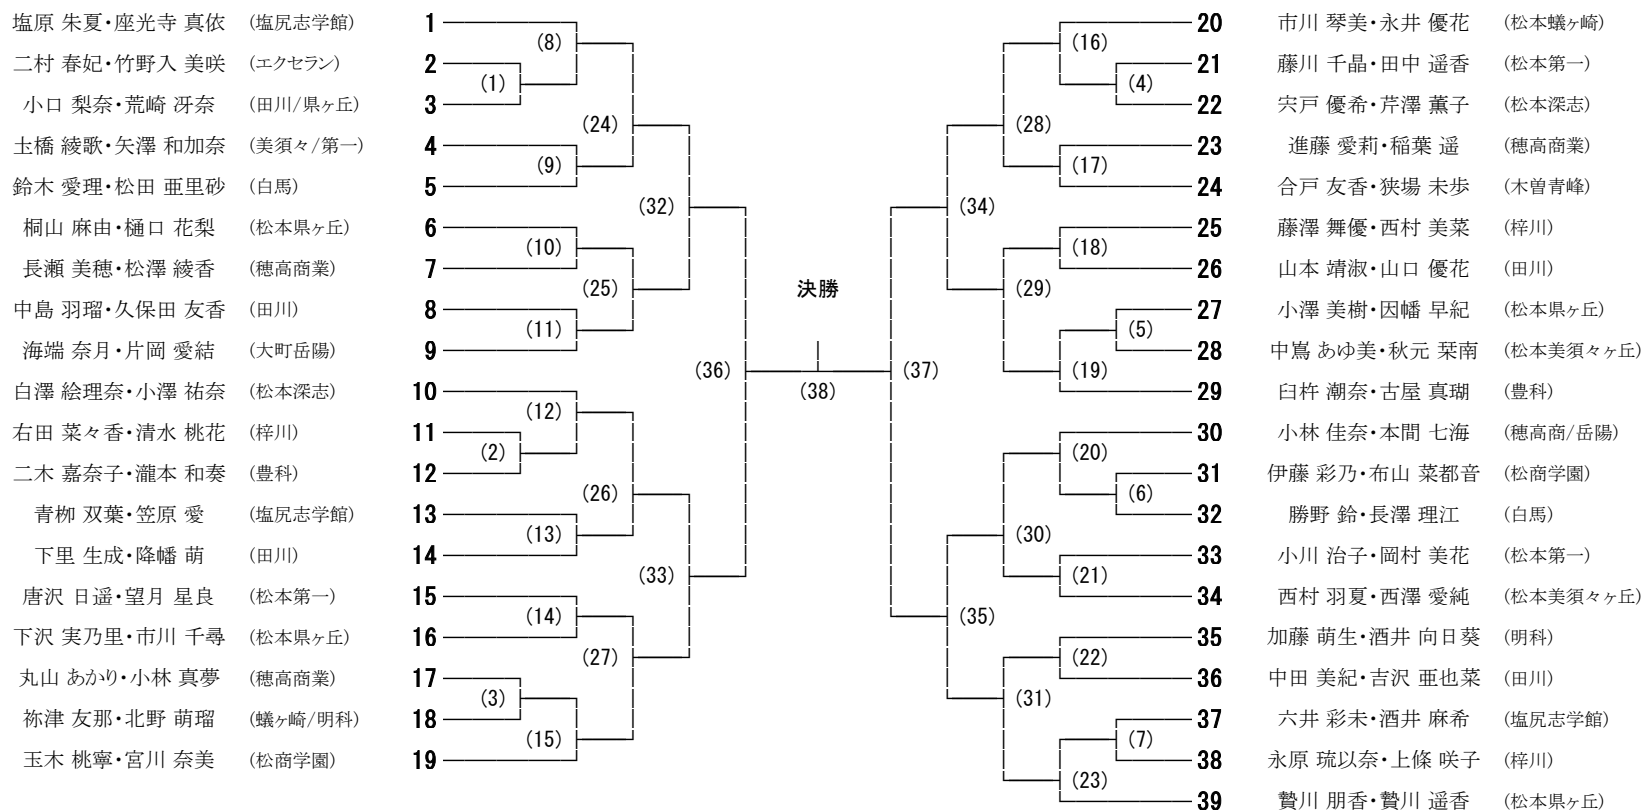 塩原 朱夏・座光寺 真依 (塩尻志学館) 1
二村 春妃・竹野入 美咲 (エクセラン) 2
小口 梨奈・荒崎 冴奈 (田川/県ヶ丘) 3
土橋 綾歌・矢澤 和加奈 (美須々/第一) 4
鈴木 愛理・松田 亜里砂 (白馬) 5
桐山 麻由・樋口 花梨 (松本県ヶ丘) 6
長瀬 美穂・松澤 綾香 (穂高商業) 7
中島 羽瑠・久保田 友香 (田川) 8
海端 奈月・片岡 愛結 (大町岳陽) 9
白澤 絵理奈・小澤 祐奈 (松本深志) 10
右田 菜々香・清水 桃花 (梓川) 11
二木 嘉奈子・瀧本 和奏 (豊科) 12
青栁 双葉・笠原 愛 (塩尻志学館) 13
下里 生成・降幡 萌 (田川) 14
唐沢 日遥・望月 星良 (松本第一) 15
下沢 実乃里・市川 千尋 (松本県ヶ丘) 16
丸山 あかり・小林 真夢 (穂高商業) 17
祢津 友那・北野 萌瑠 (蟻ヶ崎/明科) 18
玉木 桃寧・宮川 奈美 (松商学園) 19
(1)
(2)
(3)
(8)
(9)
(10)
(11)
(12)
(13)
(14)
(15)
(24)
(25)
(26)
(27)
(32)
(33)
(36)
決勝
(38)
(37)
(34)
(35)
(28)
(29)
(30)
(31)
(16)
(17)
(18)
(19)
(20)
(21)
(22)
(23)
(4)
(5)
(6)
(7)
20 市川 琴美・永井 優花 (松本蟻ヶ崎)
21 藤川 千晶・田中 遥香 (松本第一)
22 宍戸 優希・芹澤 薫子 (松本深志)
23 進藤 愛莉・稲葉 遥 (穂高商業)
24 合戸 友香・狭場 未歩 (木曽青峰)
25 藤澤 舞優・西村 美菜 (梓川)
26 山本 靖淑・山口 優花 (田川)
27 小澤 美樹・因幡 早紀 (松本県ヶ丘)
28 中嶌 あゆ美・秋元 栞南 (松本美須々ヶ丘)
29 臼杵 潮奈・古屋 真瑚 (豊科)
30 小林 佳奈・本間 七海 (穂高商/岳陽)
31 伊藤 彩乃・布山 菜都音 (松商学園)
32 勝野 鈴・長澤 理江 (白馬)
33 小川 治子・岡村 美花 (松本第一)
34 西村 羽夏・西澤 愛純 (松本美須々ヶ丘)
35 加藤 萌生・酒井 向日葵 (明科)
36 中田 美紀・吉沢 亜也菜 (田川)
37 六井 彩未・酒井 麻希 (塩尻志学館)
38 永原 琉以奈・上條 咲子 (梓川)
39 贄川 朋香・贄川 遥香 (松本県ヶ丘)